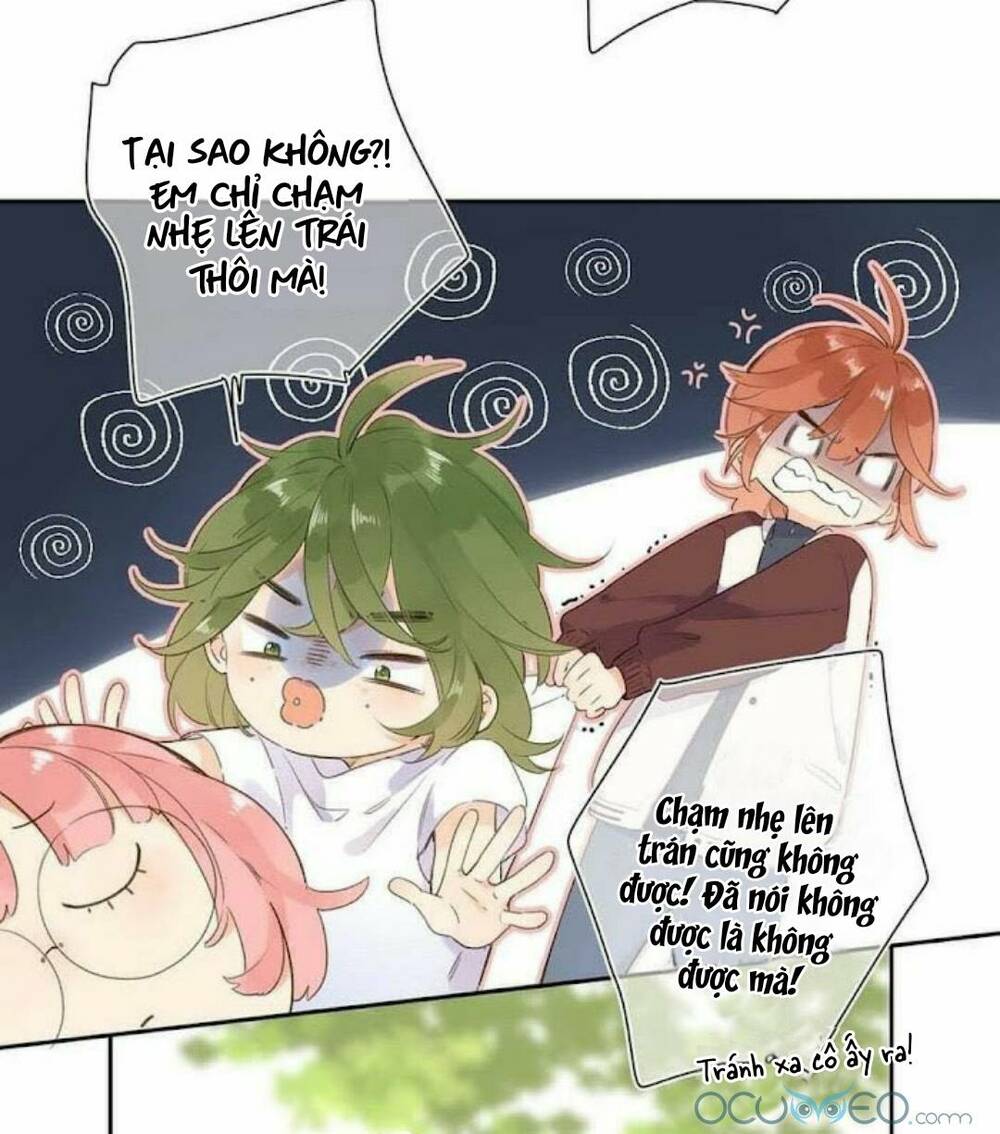 TẠI SAO KHÔNG?!
EM CHỈ CHẠM
NHẸ LÊN TRÁI
THÔI MÀ!
Chạm nhẹ lên
trán cũng không
được! Đã nói không
được là không
được mà!
Tránh xa cô ấy ra!
OCUMEO.com